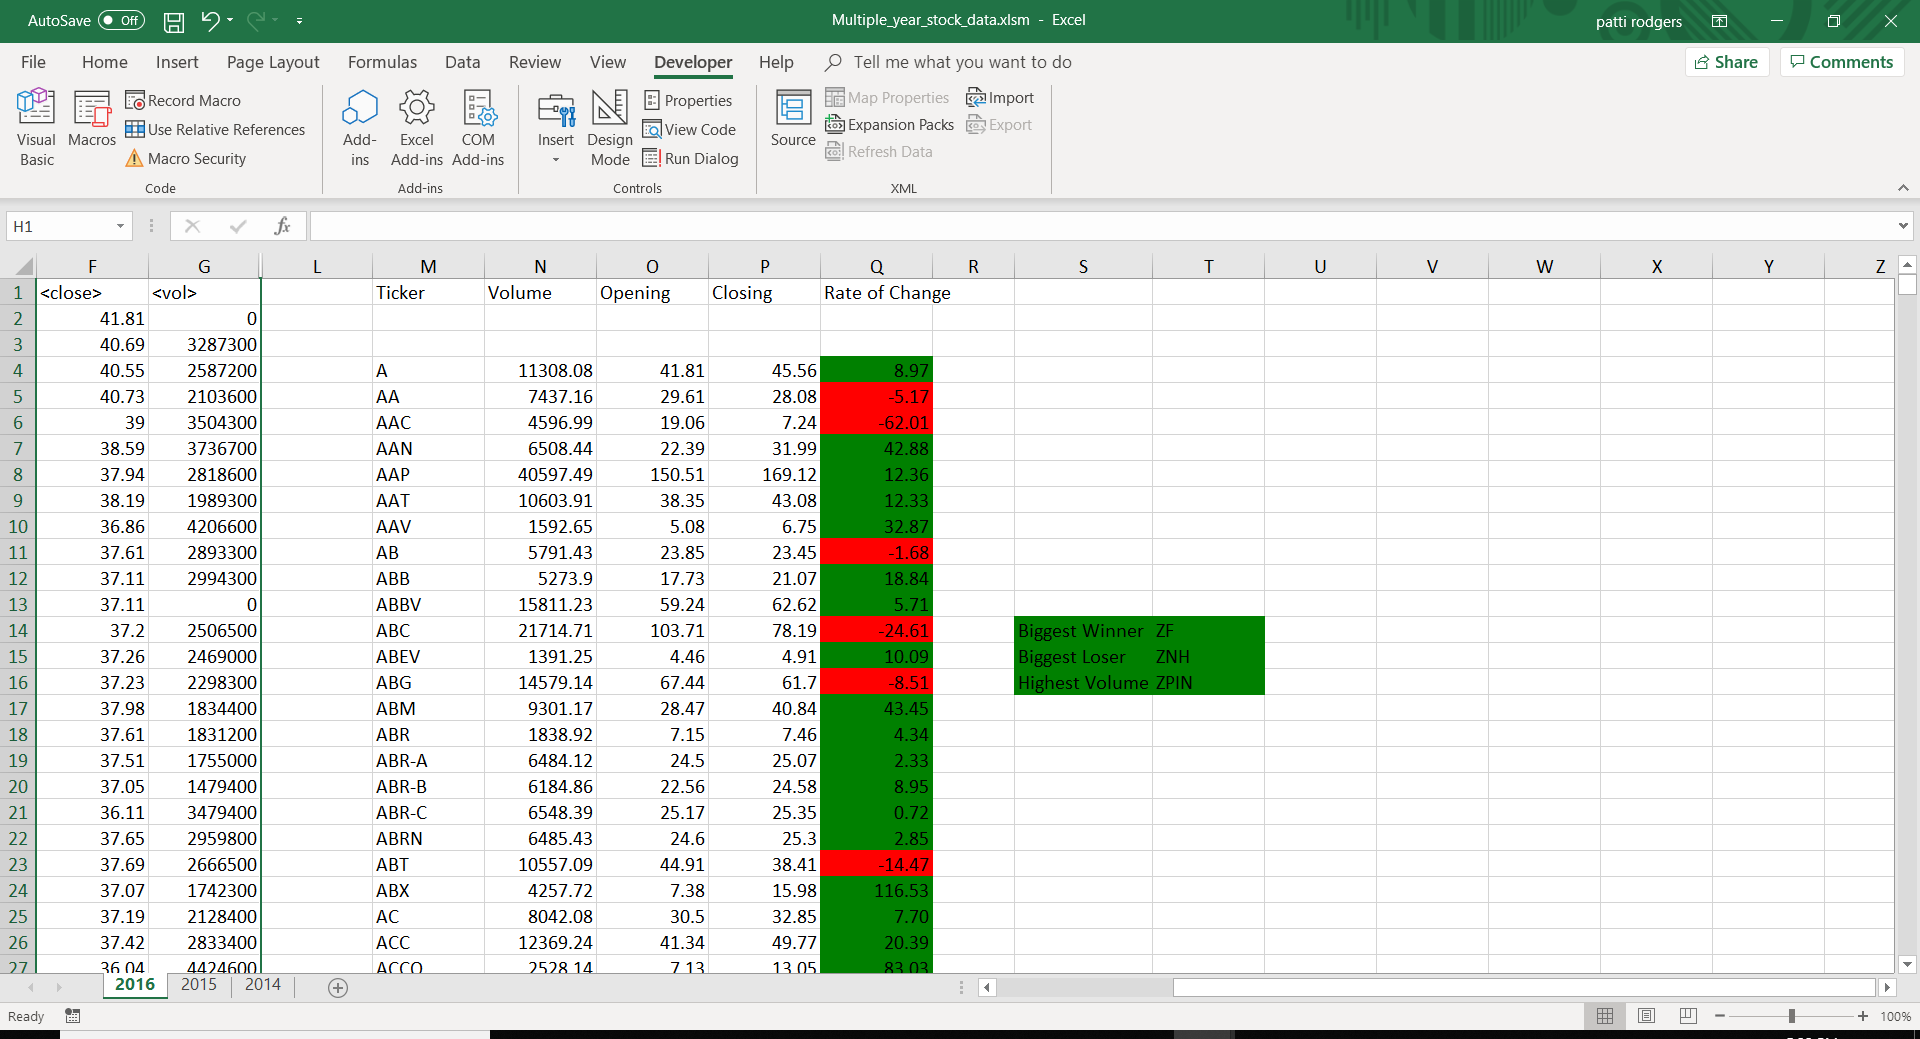 AutoSave Off Multiple_year_stock_data.xlsm - Excel patti rodgers
File Home Insert Page Layout Formulas Data Review View Developer Help Tell me what you want to do Share Comments
Visual Basic
Macros
Record Macro
Use Relative References
Macro Security
Code
Add-ins
Excel Add-ins
COM Add-ins
Add-ins
Insert
Design Mode
Properties
View Code
Run Dialog
Controls
Source
Map Properties
Expansion Packs
Refresh Data
Import
Export
XML
H1 fx
F G L M N O P Q R S T U V W X Y Z
1 <close> <vol> Ticker Volume Opening Closing Rate of Change
2 41.81 0
3 40.69 3287300
4 40.55 2587200 A 11308.08 41.81 45.56 8.97
5 40.73 2103600 AA 7437.16 29.61 28.08 -5.17
6 39 3504300 AAC 4596.99 19.06 7.24 -62.01
7 38.59 3736700 AAN 6508.44 22.39 31.99 42.88
8 37.94 2818600 AAP 40597.49 150.51 169.12 12.36
9 38.19 1989300 AAT 10603.91 38.35 43.08 12.33
10 36.86 4206600 AAV 1592.65 5.08 6.75 32.87
11 37.61 2893300 AB 5791.43 23.85 23.45 -1.68
12 37.11 2994300 ABB 5273.9 17.73 21.07 18.84
13 37.11 0 ABBV 15811.23 59.24 62.62 5.71
14 37.2 2506500 ABC 21714.71 103.71 78.19 -24.61 Biggest Winner ZF
15 37.26 2469000 ABEV 1391.25 4.46 4.91 10.09 Biggest Loser ZNH
16 37.23 2298300 ABG 14579.14 67.44 61.7 -8.51 Highest Volume ZPIN
17 37.98 1834400 ABM 9301.17 28.47 40.84 43.45
18 37.61 1831200 ABR 1838.92 7.15 7.46 4.34
19 37.51 1755000 ABR-A 6484.12 24.5 25.07 2.33
20 37.05 1479400 ABR-B 6184.86 22.56 24.58 8.95
21 36.11 3479400 ABR-C 6548.39 25.17 25.35 0.72
22 37.65 2959800 ABRN 6485.43 24.6 25.3 2.85
23 37.69 2666500 ABT 10557.09 44.91 38.41 -14.47
24 37.07 1742300 ABX 4257.72 7.38 15.98 116.53
25 37.19 2128400 AC 8042.08 30.5 32.85 7.70
26 37.42 2833400 ACC 12369.24 41.34 49.77 20.39
27 36.04 4424600 ACCO 2528.14 7.13 13.05 83.03
2016 2015 2014
Ready 100%